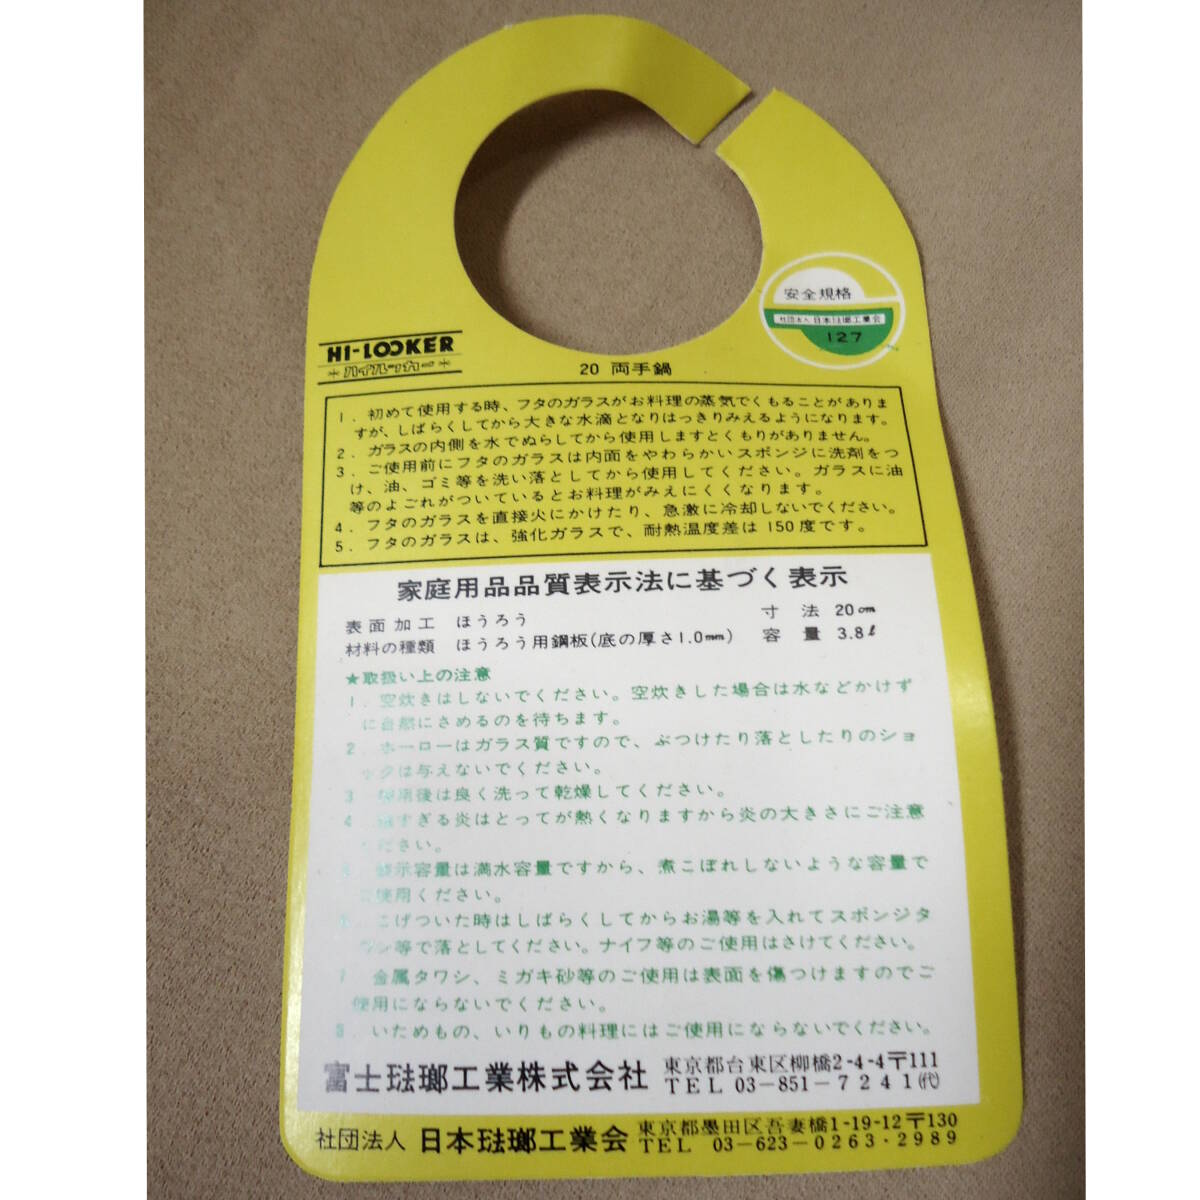 安全規格
社団法人 日本琺瑯工業会
127
HI-LOOKER
*ハイルッカー*
20 両手鍋
1. 初めて使用する時、フタのガラスがお料理の蒸気でくもることがありま
すが、しばらくしてから大きな水滴となりはっきりみえるようになります。
2. ガラスの内側を水でぬらしてから使用しますとくもりがありません。
3. ご使用前にフタのガラスは内面をやわらかいスポンジに洗剤をつ
け、油、ゴミ等を洗い落としてから使用してください。ガラスに油
等のよごれがついているとお料理がみえにくくなります。
4. フタのガラスを直接火にかけたり、急激に冷却しないでください。
5. フタのガラスは、強化ガラスで、耐熱温度差は150度です。
家庭用品品質表示法に基づく表示
表面加工 ほうろう 寸法 20cm
材料の種類 ほうろう用鋼板(底の厚さ1.0mm) 容量 3.8ℓ
★取扱い上の注意
1. 空炊きはしないでください。空炊きした場合は水などかけず
に自然にさめるのを待ちます。
2. ホーローはガラス質ですので、ぶつけたり落としたりのショ
ックは与えないでください。
3. 使用後は良く洗って乾燥してください。
4. 強すぎる炎はとってが熱くなりますから炎の大きさにご注意
ください。
5. 表示容量は満水容量ですから、煮こぼれしないような容量で
ご使用ください。
6. こげついた時はしばらくしてからお湯等を入れてスポンジタ
ワシ等で落としてください。ナイフ等のご使用はさけてください。
7. 金属タワシ、ミガキ砂等のご使用は表面を傷つけますのでご
使用にならないでください。
8. いためもの、いりもの料理にはご使用にならないでください。
富士琺瑯工業株式会社 東京都台東区柳橋2-4-4〒111
TEL 03-851-7241(代)
社団法人 日本琺瑯工業会 東京都墨田区吾妻橋1-19-12〒130
TEL 03-623-0263・2989